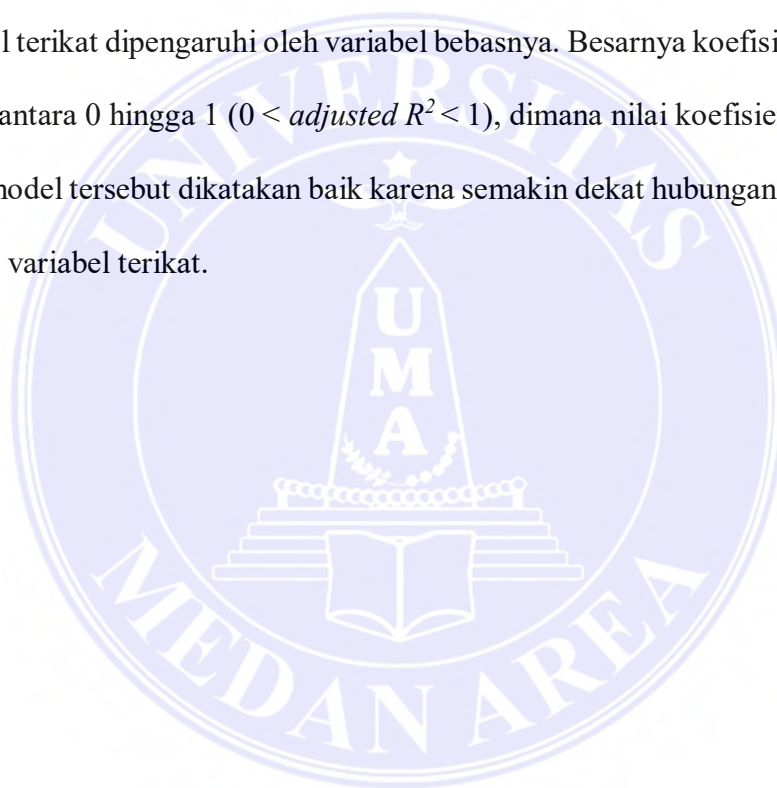 l terikat dipengaruhi oleh variabel bebasnya. Besarnya koefisi
antara 0 hingga 1 (0 < adjusted R² < 1), dimana nilai koefisie
model tersebut dikatakan baik karena semakin dekat hubungan
variabel terikat.
UNIVERSITAS
UMA
MEDAN AREA